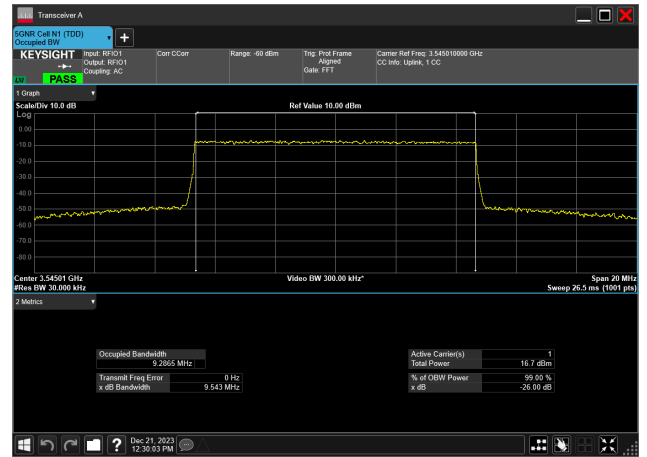 Transceiver A
5GNR Cell N1 (TDD)
Occupied BW
+
KEYSIGHT
LXI PASS
Input: RFIO1
Output: RFIO1
Coupling: AC
Corr CCorr
Range: -60 dBm
Trig: Prot Frame
Aligned
Gate: FFT
Carrier Ref Freq: 3.545010000 GHz
CC Info: Uplink, 1 CC
1 Graph
Scale/Div 10.0 dB
Ref Value 10.00 dBm
Log
0.00
-10.0
-20.0
-30.0
-40.0
-50.0
-60.0
-70.0
-80.0
Center 3.54501 GHz
Video BW 300.00 kHz*
Span 20 MHz
#Res BW 30.000 kHz
Sweep 26.5 ms (1001 pts)
2 Metrics
Occupied Bandwidth
9.2865 MHz
Transmit Freq Error 0 Hz
x dB Bandwidth 9.543 MHz
Active Carrier(s) 1
Total Power 16.7 dBm
% of OBW Power 99.00 %
x dB -26.00 dB
?
Dec 21, 2023
12:30:03 PM